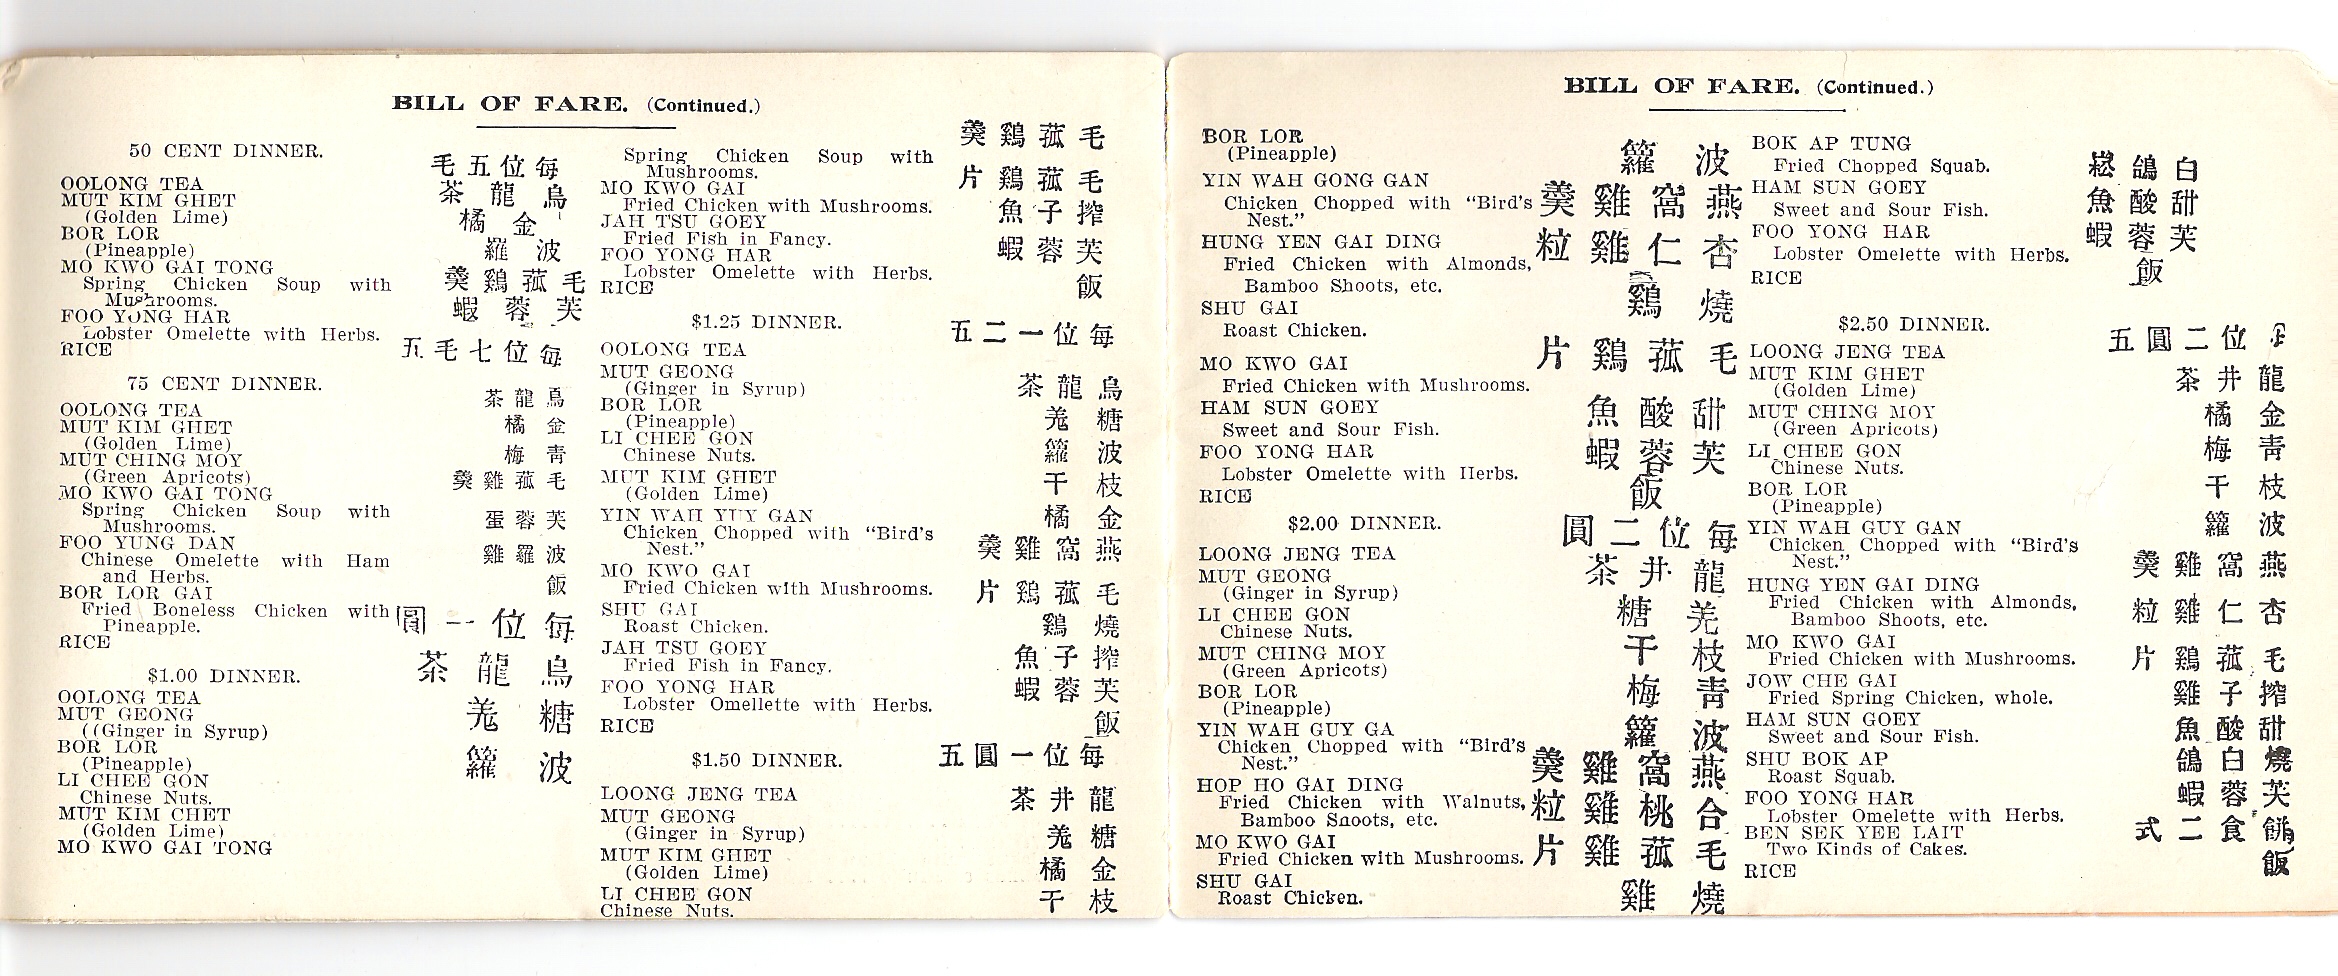 BILL OF FARE. (Continued.)
50 CENT DINNER.
毛五位每
OOLONG TEA
茶龍烏
MUT KIM GHET
(Golden Lime)
橘金
BOR LOR
(Pineapple)
羅波
MO KWO GAI TONG
Spring Chicken Soup with
Mushrooms.
羹鷄菰毛
FOO YONG HAR
Lobster Omelette with Herbs.
蝦蓉芙
RICE
75 CENT DINNER.
五毛七位每
OOLONG TEA
茶龍烏
MUT KIM GHET
(Golden Lime)
橘金
MUT CHING MOY
(Green Apricots)
梅靑
MO KWO GAI TONG
Spring Chicken Soup with
Mushrooms.
羹雞菰毛
FOO YUNG DAN
Chinese Omelette with Ham
and Herbs.
蛋蓉芙
BOR LOR GAI
Fried Boneless Chicken with
Pineapple.
雞羅波
RICE
飯
$1.00 DINNER.
圓一位每
OOLONG TEA
茶龍烏
MUT GEONG
((Ginger in Syrup)
羗糖
BOR LOR
(Pineapple)
籮波
LI CHEE GON
Chinese Nuts.
MUT KIM CHET
(Golden Lime)
MO KWO GAI TONG
Spring Chicken Soup with
Mushrooms.
羹鷄菰毛
MO KWO GAI
Fried Chicken with Mushrooms.
片鷄菰毛
JAH TSU GOEY
Fried Fish in Fancy.
魚子搾
FOO YONG HAR
Lobster Omelette with Herbs.
蝦蓉芙
RICE
飯
$1.25 DINNER.
五二一位每
OOLONG TEA
茶龍烏
MUT GEONG
(Ginger in Syrup)
羗糖
BOR LOR
(Pineapple)
籮波
LI CHEE GON
Chinese Nuts.
干枝
MUT KIM GHET
(Golden Lime)
橘金
YIN WAH YUY GAN
Chicken Chopped with “Bird's
Nest.”
羹雞窩燕
MO KWO GAI
Fried Chicken with Mushrooms.
片鷄菰毛
SHU GAI
Roast Chicken.
鷄燒
JAH TSU GOEY
Fried Fish in Fancy.
魚子搾
FOO YONG HAR
Lobster Omellette with Herbs.
蝦蓉芙
RICE
飯
$1.50 DINNER.
五圓一位每
LOONG JENG TEA
茶井龍
MUT GEONG
(Ginger in Syrup)
羗糖
MUT KIM GHET
(Golden Lime)
橘金
LI CHEE GON
Chinese Nuts.
干枝
BILL OF FARE. (Continued.)
BOR LOR
(Pineapple)
籮波
YIN WAH GONG GAN
Chicken Chopped with “Bird's
Nest.”
羹雞窩燕
HUNG YEN GAI DING
Fried Chicken with Almonds,
Bamboo Shoots, etc.
粒雞仁杏
SHU GAI
Roast Chicken.
鷄燒
MO KWO GAI
Fried Chicken with Mushrooms.
片鷄菰毛
HAM SUN GOEY
Sweet and Sour Fish.
魚酸甜
FOO YONG HAR
Lobster Omelette with Herbs.
蝦蓉芙
RICE
飯
$2.00 DINNER.
圓二位每
LOONG JENG TEA
茶井龍
MUT GEONG
(Ginger in Syrup)
糖羗
LI CHEE GON
Chinese Nuts.
干枝
MUT CHING MOY
(Green Apricots)
梅靑
BOR LOR
(Pineapple)
籮波
YIN WAH GUY GA
Chicken Chopped with “Bird's
Nest.”
羹雞窩燕
HOP HO GAI DING
Fried Chicken with Walnuts,
Bamboo Shoots, etc.
粒雞桃合
MO KWO GAI
Fried Chicken with Mushrooms.
片雞菰毛
SHU GAI
Roast Chicken.
雞燒
BOK AP TUNG
Fried Chopped Squab.
鴿白
HAM SUN GOEY
Sweet and Sour Fish.
魚酸甜
FOO YONG HAR
Lobster Omelette with Herbs.
蝦蓉芙
RICE
飯
$2.50 DINNER.
五圓二位
LOONG JENG TEA
茶井龍
MUT KIM GHET
(Golden Lime)
橘金
MUT CHING MOY
(Green Apricots)
梅靑
LI CHEE GON
Chinese Nuts.
干枝
BOR LOR
(Pineapple)
籮波
YIN WAH GUY GAN
Chicken Chopped with “Bird's
Nest.”
羹雞窩燕
HUNG YEN GAI DING
Fried Chicken with Almonds,
Bamboo Shoots, etc.
粒雞仁杏
MO KWO GAI
Fried Chicken with Mushrooms.
片鷄菰毛
JOW CHE GAI
Fried Spring Chicken, whole.
雞子搾
HAM SUN GOEY
Sweet and Sour Fish.
魚酸甜
SHU BOK AP
Roast Squab.
鴿白燒
FOO YONG HAR
Lobster Omelette with Herbs.
蝦蓉芙
BEN SEK YEE LAIT
Two Kinds of Cakes.
式二食餅
RICE
飯